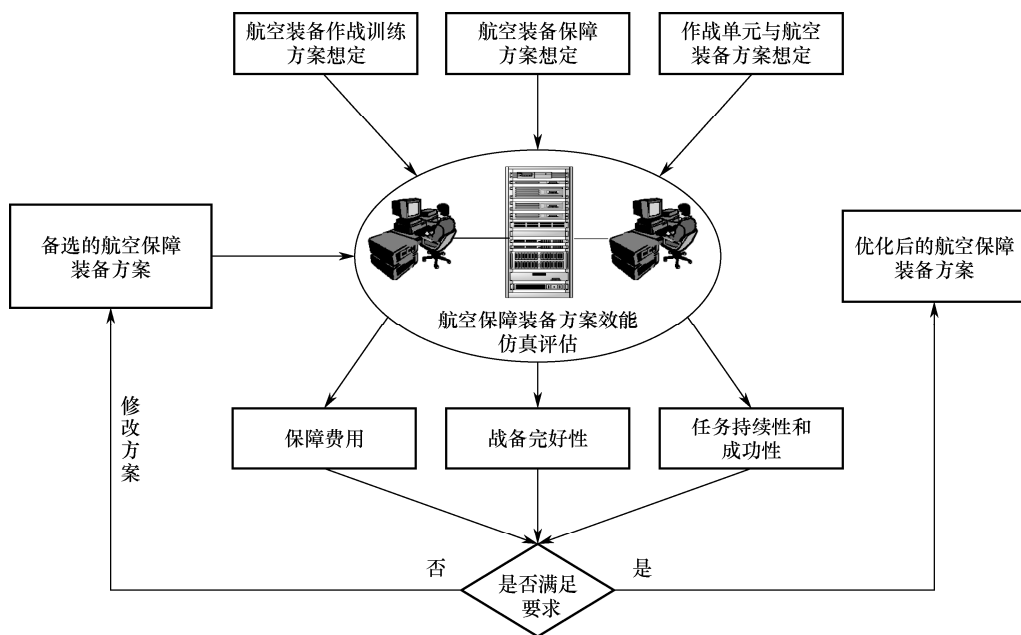 航空装备作战训练
方案想定
航空装备保障
方案想定
作战单元与航空
装备方案想定
备选的航空保障
装备方案
航空保障装备方案效能
仿真评估
优化后的航空保障
装备方案
修改方案
保障费用
战备完好性
任务持续性和
成功性
否
是否满足
要求
是